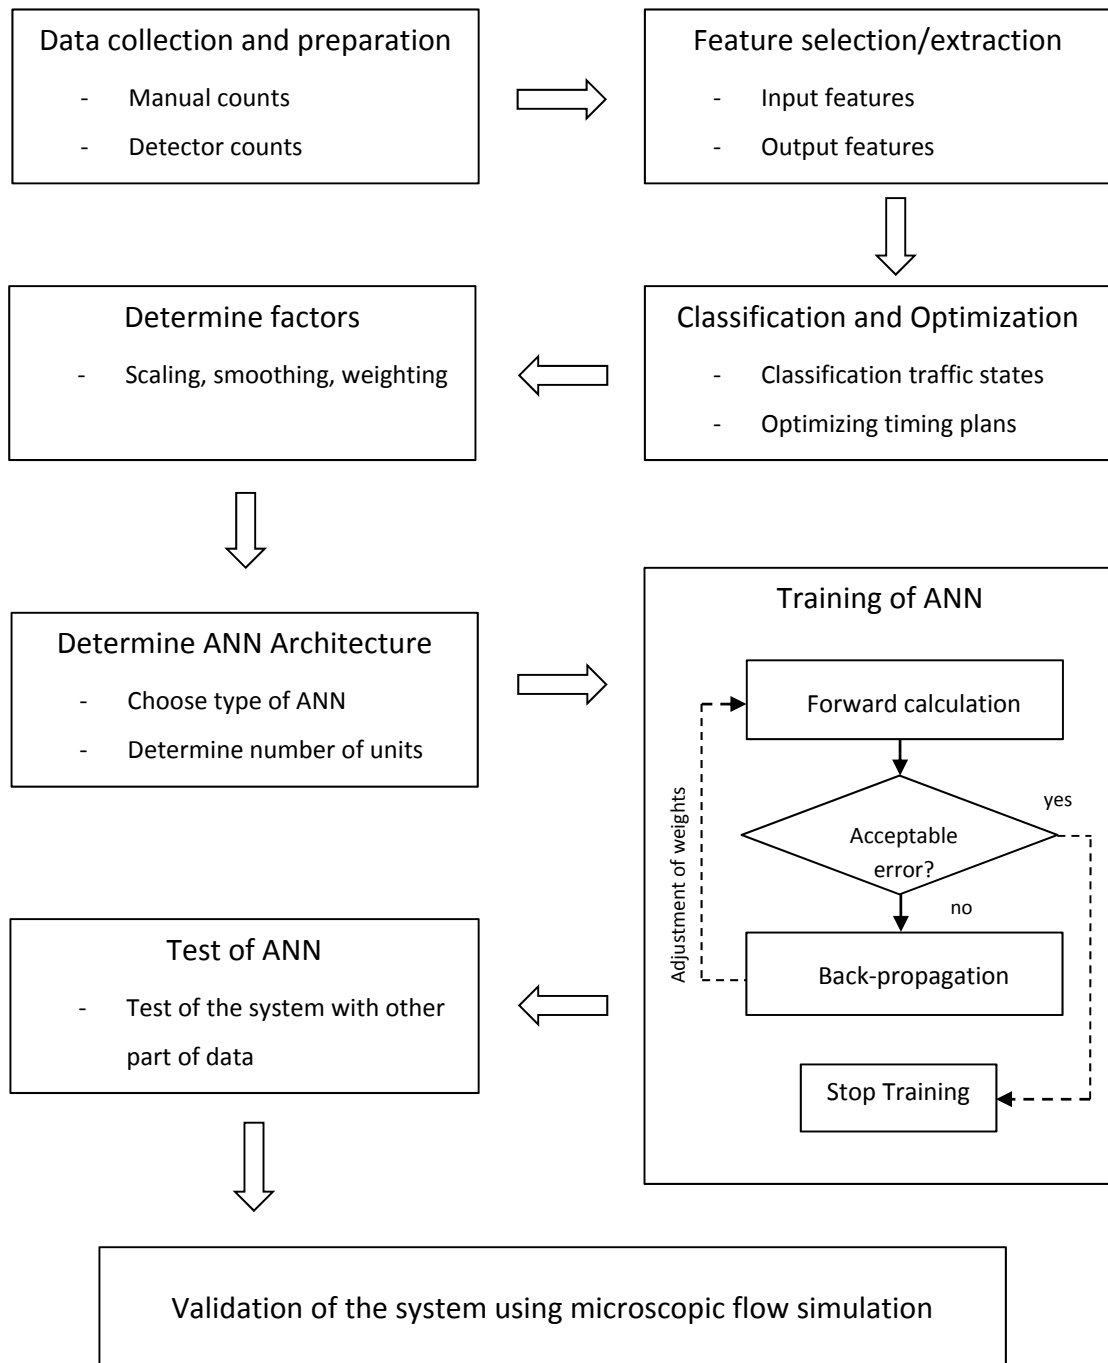 Data collection and preparation
- Manual counts
- Detector counts
Feature selection/extraction
- Input features
- Output features
Classification and Optimization
- Classification traffic states
- Optimizing timing plans
Determine factors
- Scaling, smoothing, weighting
Determine ANN Architecture
- Choose type of ANN
- Determine number of units
Training of ANN
Forward calculation
Acceptable
error?
yes
no
Adjustment of weights
Back-propagation
Stop Training
Test of ANN
- Test of the system with other
part of data
Validation of the system using microscopic flow simulation